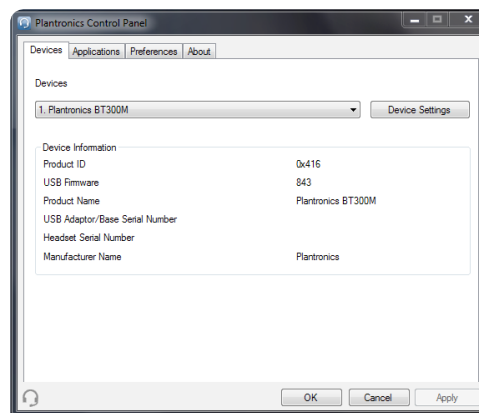 Plantronics Control Panel
Devices Applications Preferences About
Devices
1. Plantronics BT300M Device Settings
Device Information
Product ID 0x416
USB Firmware 843
Product Name Plantronics BT300M
USB Adaptor/Base Serial Number
Headset Serial Number
Manufacturer Name Plantronics
OK Cancel Apply